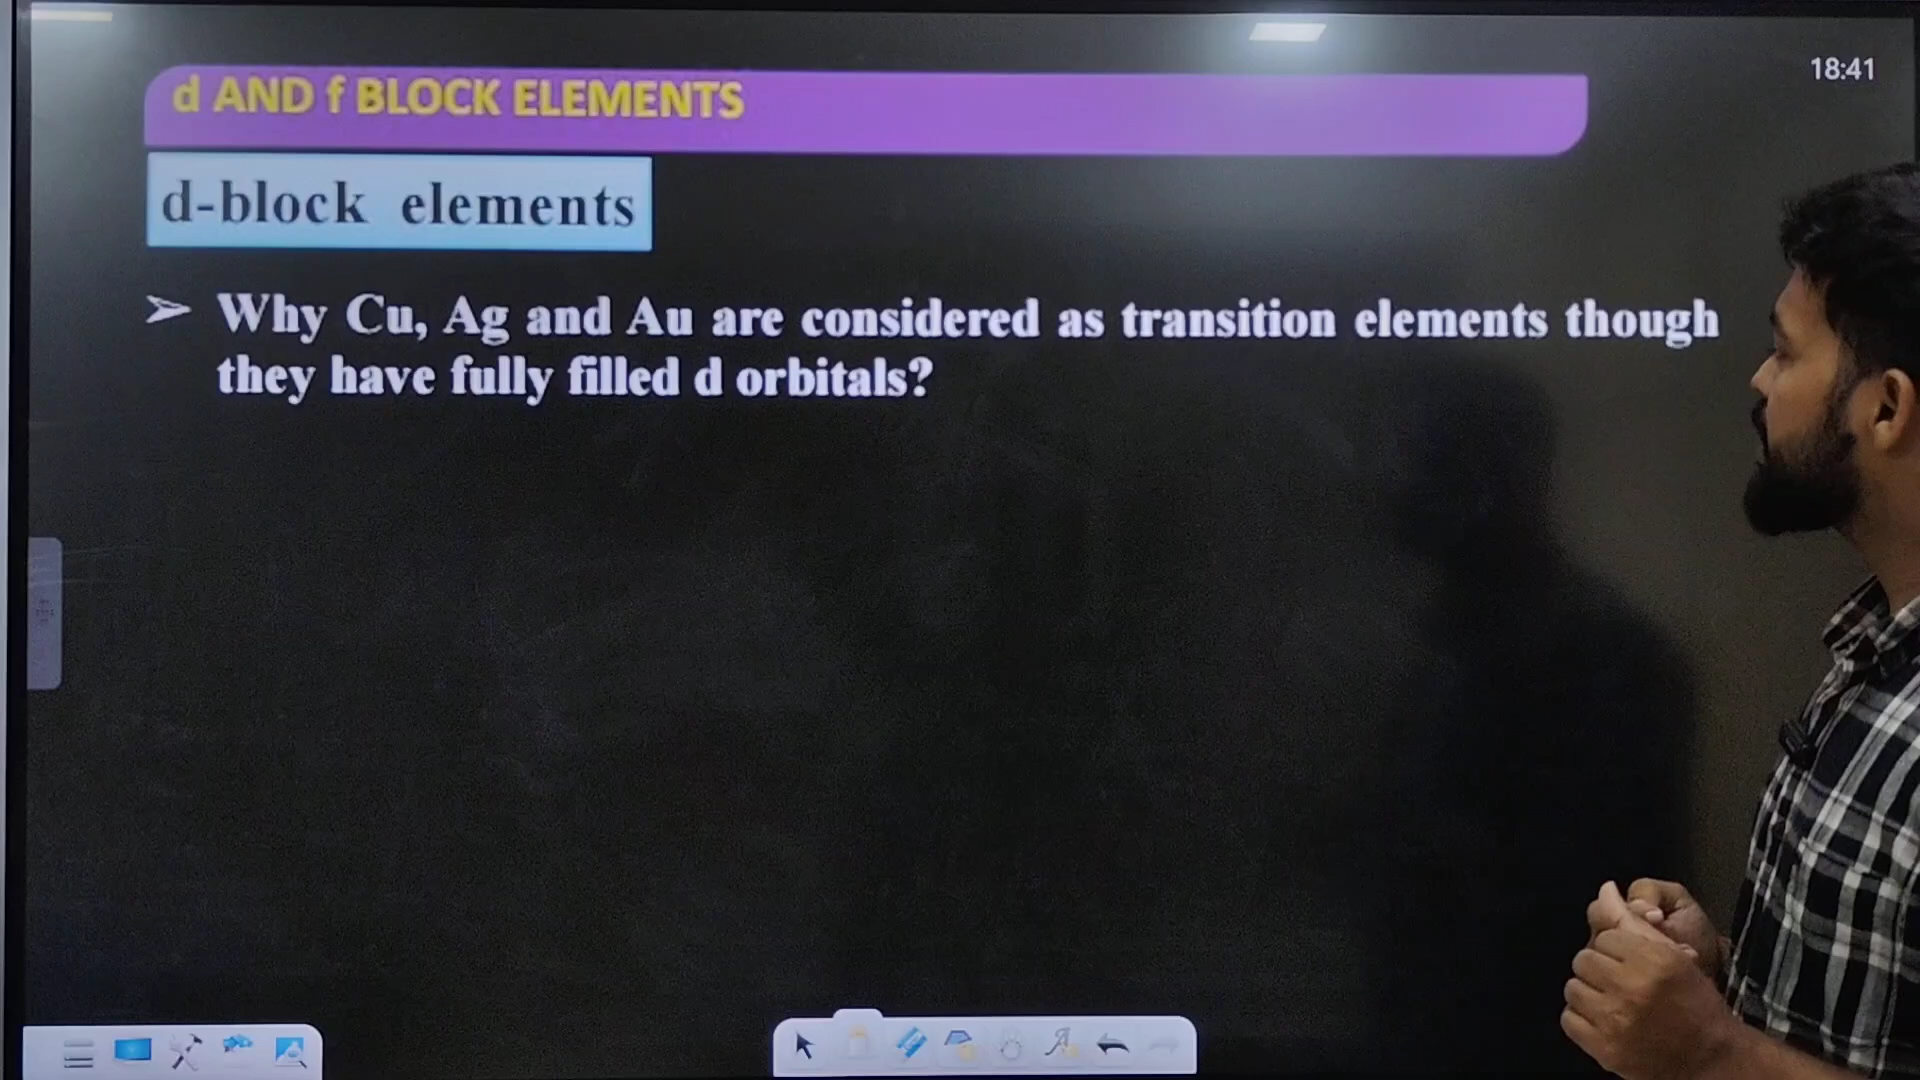 18:41
d AND f BLOCK ELEMENTS
d-block elements
➢ Why Cu, Ag and Au are considered as transition elements though
they have fully filled d orbitals?